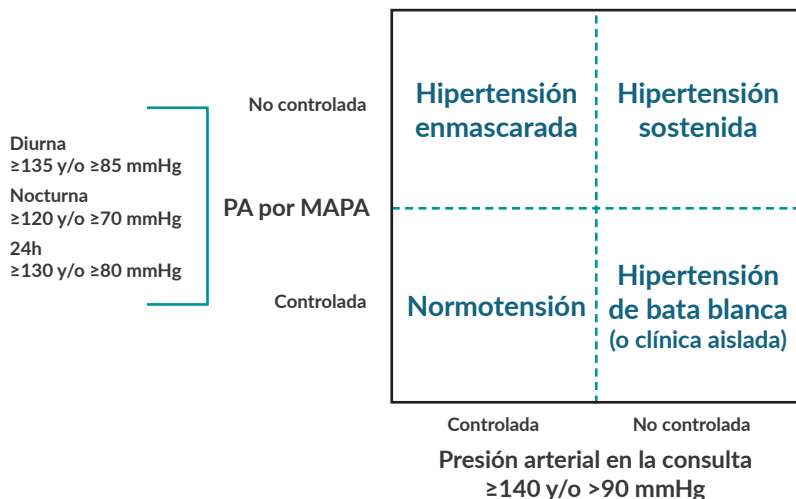 Diurna
≥135 y/o ≥85 mmHg
Nocturna
≥120 y/o ≥70 mmHg
24h
≥130 y/o ≥80 mmHg
PA por MAPA
No controlada
Controlada
Hipertensión
enmascarada
Hipertensión
sostenida
Normotensión
Hipertensión
de bata blanca
(o clínica aislada)
Controlada
No controlada
Presión arterial en la consulta
≥140 y/o >90 mmHg